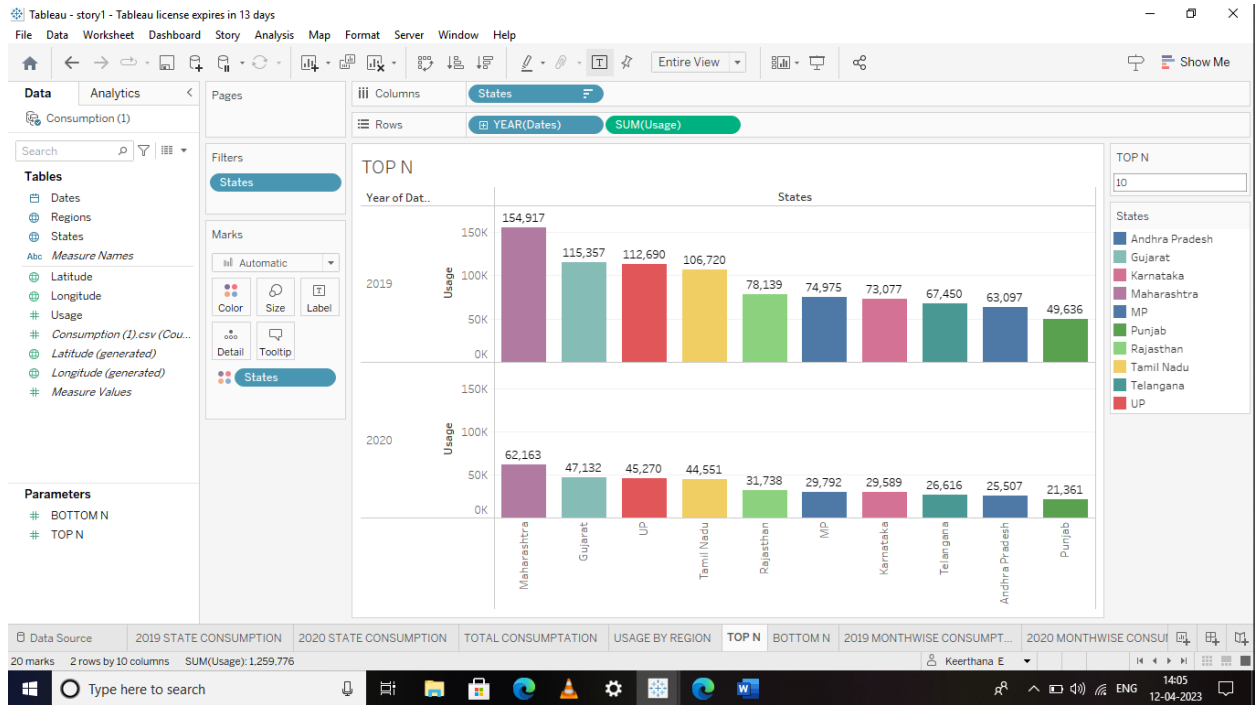 Tableau - story1 - Tableau license expires in 13 days
File Data Worksheet Dashboard Story Analysis Map Format Server Window Help
Entire View
Show Me
Data Analytics
Consumption (1)
Search
Tables
Dates
Regions
States
Abc Measure Names
Latitude
Longitude
# Usage
# Consumption (1).csv (Cou...
Latitude (generated)
Longitude (generated)
# Measure Values
Parameters
# BOTTOM N
# TOP N
Pages
Filters
States
Marks
Automatic
Color Size Label
Detail Tooltip
States
Columns States
Rows YEAR(Dates) SUM(Usage)
TOP N
Year of Dat.. States
2019
Usage
150K
100K
50K
0K
154,917 115,357 112,690 106,720 78,139 74,975 73,077 67,450 63,097 49,636
2020
Usage
150K
100K
50K
0K
62,163 47,132 45,270 44,551 31,738 29,792 29,589 26,616 25,507 21,361
Maharashtra
Gujarat
UP
Tamil Nadu
Rajasthan
MP
Karnataka
Telangana
Andhra Pradesh
Punjab
TOP N
10
States
Andhra Pradesh
Gujarat
Karnataka
Maharashtra
MP
Punjab
Rajasthan
Tamil Nadu
Telangana
UP
Data Source 2019 STATE CONSUMPTION 2020 STATE CONSUMPTION TOTAL CONSUMPTATION USAGE BY REGION TOP N BOTTOM N 2019 MONTHWISE CONSUMPT... 2020 MONTHWISE CONSUI
20 marks 2 rows by 10 columns SUM(Usage): 1,259,776 Keerthana E
Type here to search
ENG
14:05
12-04-2023